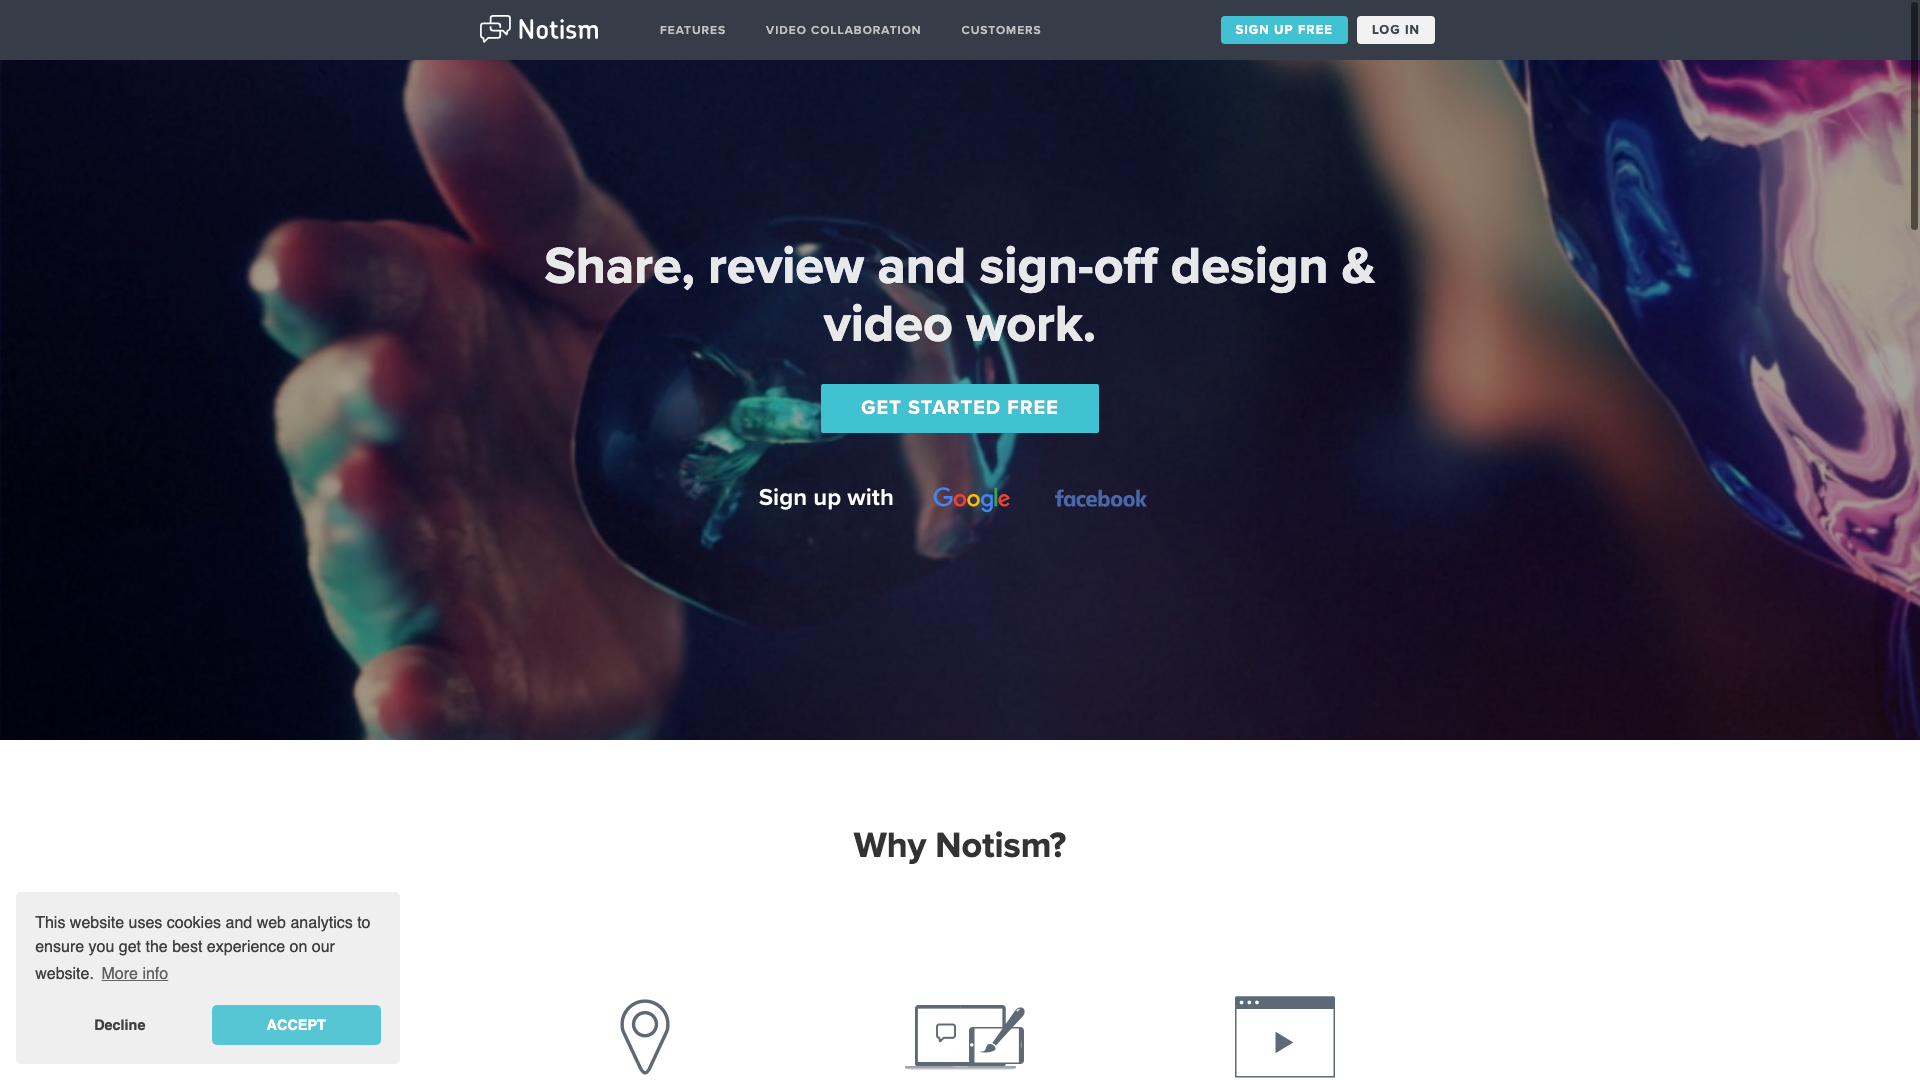 Notism
FEATURES
VIDEO COLLABORATION
CUSTOMERS
SIGN UP FREE
LOG IN
Share, review and sign-off design &
video work.
GET STARTED FREE
Sign up with
Google
facebook
Why Notism?
This website uses cookies and web analytics to
ensure you get the best experience on our
website. More info
Decline
ACCEPT